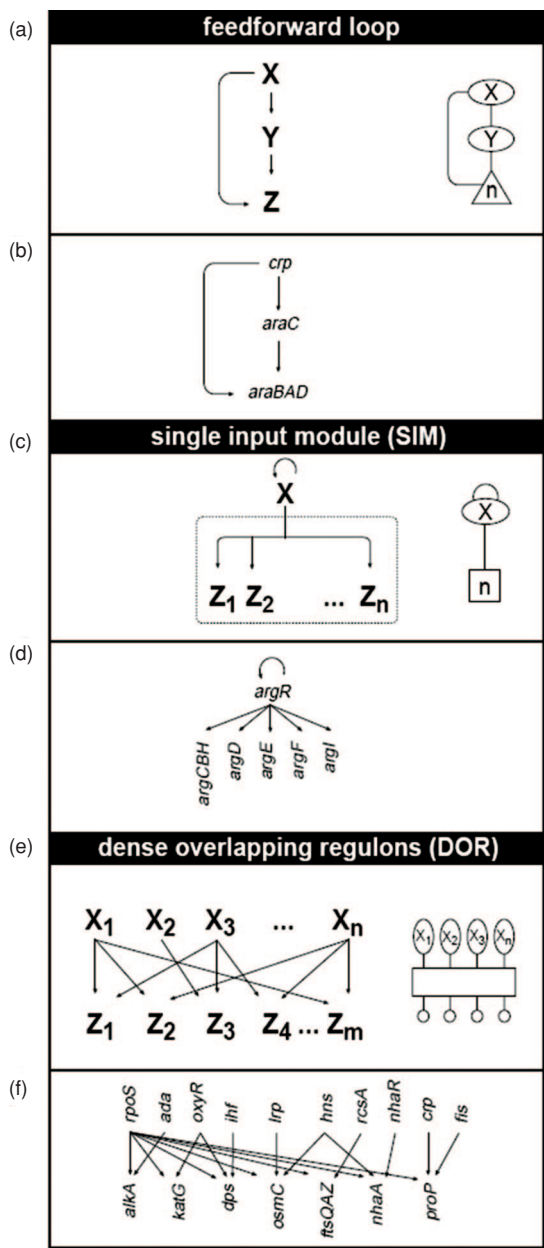 (a)
feedforward loop
X
Y
Z
X
Y
n
(b)
crp
araC
araBAD
(c)
single input module (SIM)
X
Z1 Z2 ... Zn
X
n
(d)
argR
argCBH argD argE argF argI
(e)
dense overlapping regulons (DOR)
X1 X2 X3 ... Xn
Z1 Z2 Z3 Z4 ... Zm
X1 X2 X3 Xn
(f)
rpoS ada oxyR ihf lrp hns rcsA nhaR crp fis
alkA katG dps osmC ftsQAZ nhaA proP